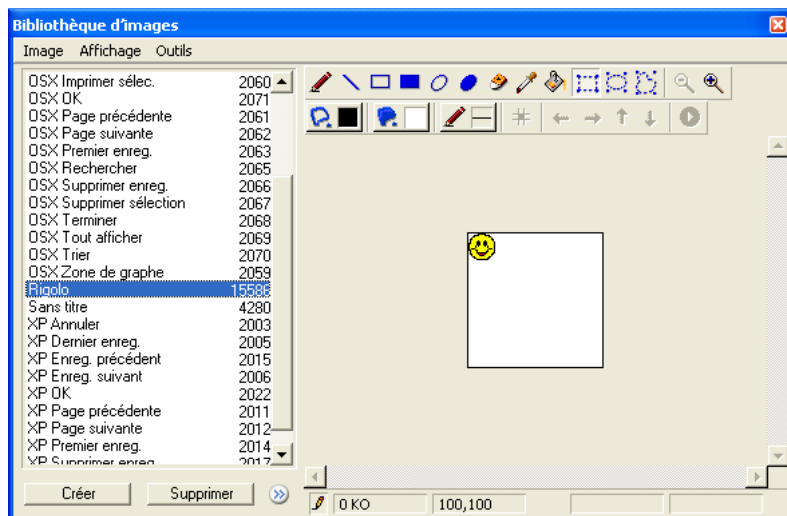 Bibliothèque d'images
Image Affichage Outils
OSX Imprimer sélec. 2060
OSX OK 2071
OSX Page précédente 2061
OSX Page suivante 2062
OSX Premier enreg. 2063
OSX Rechercher 2065
OSX Supprimer enreg. 2066
OSX Supprimer sélection 2067
OSX Terminer 2068
OSX Tout afficher 2069
OSX Trier 2070
OSX Zone de graphe 2059
Rigolo 15586
Sans titre 4280
XP Annuler 2003
XP Dernier enreg. 2005
XP Enreg. précédent 2015
XP Enreg. suivant 2006
XP OK 2022
XP Page précédente 2011
XP Page suivante 2012
XP Premier enreg. 2014
XP Supprimer enreg. 2017
Créer Supprimer
0 KO 100,100